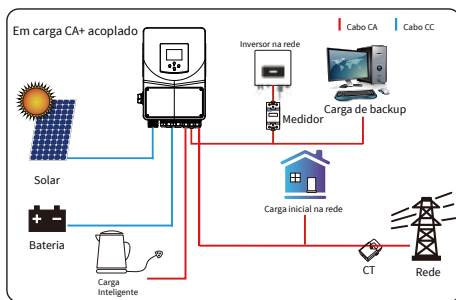 Em carga CA+ acoplado
Cabo CA
Cabo CC
Inversor na rede
Medidor
Carga de backup
Solar
Carga inicial na rede
Bateria
Carga
Inteligente
CT
Rede